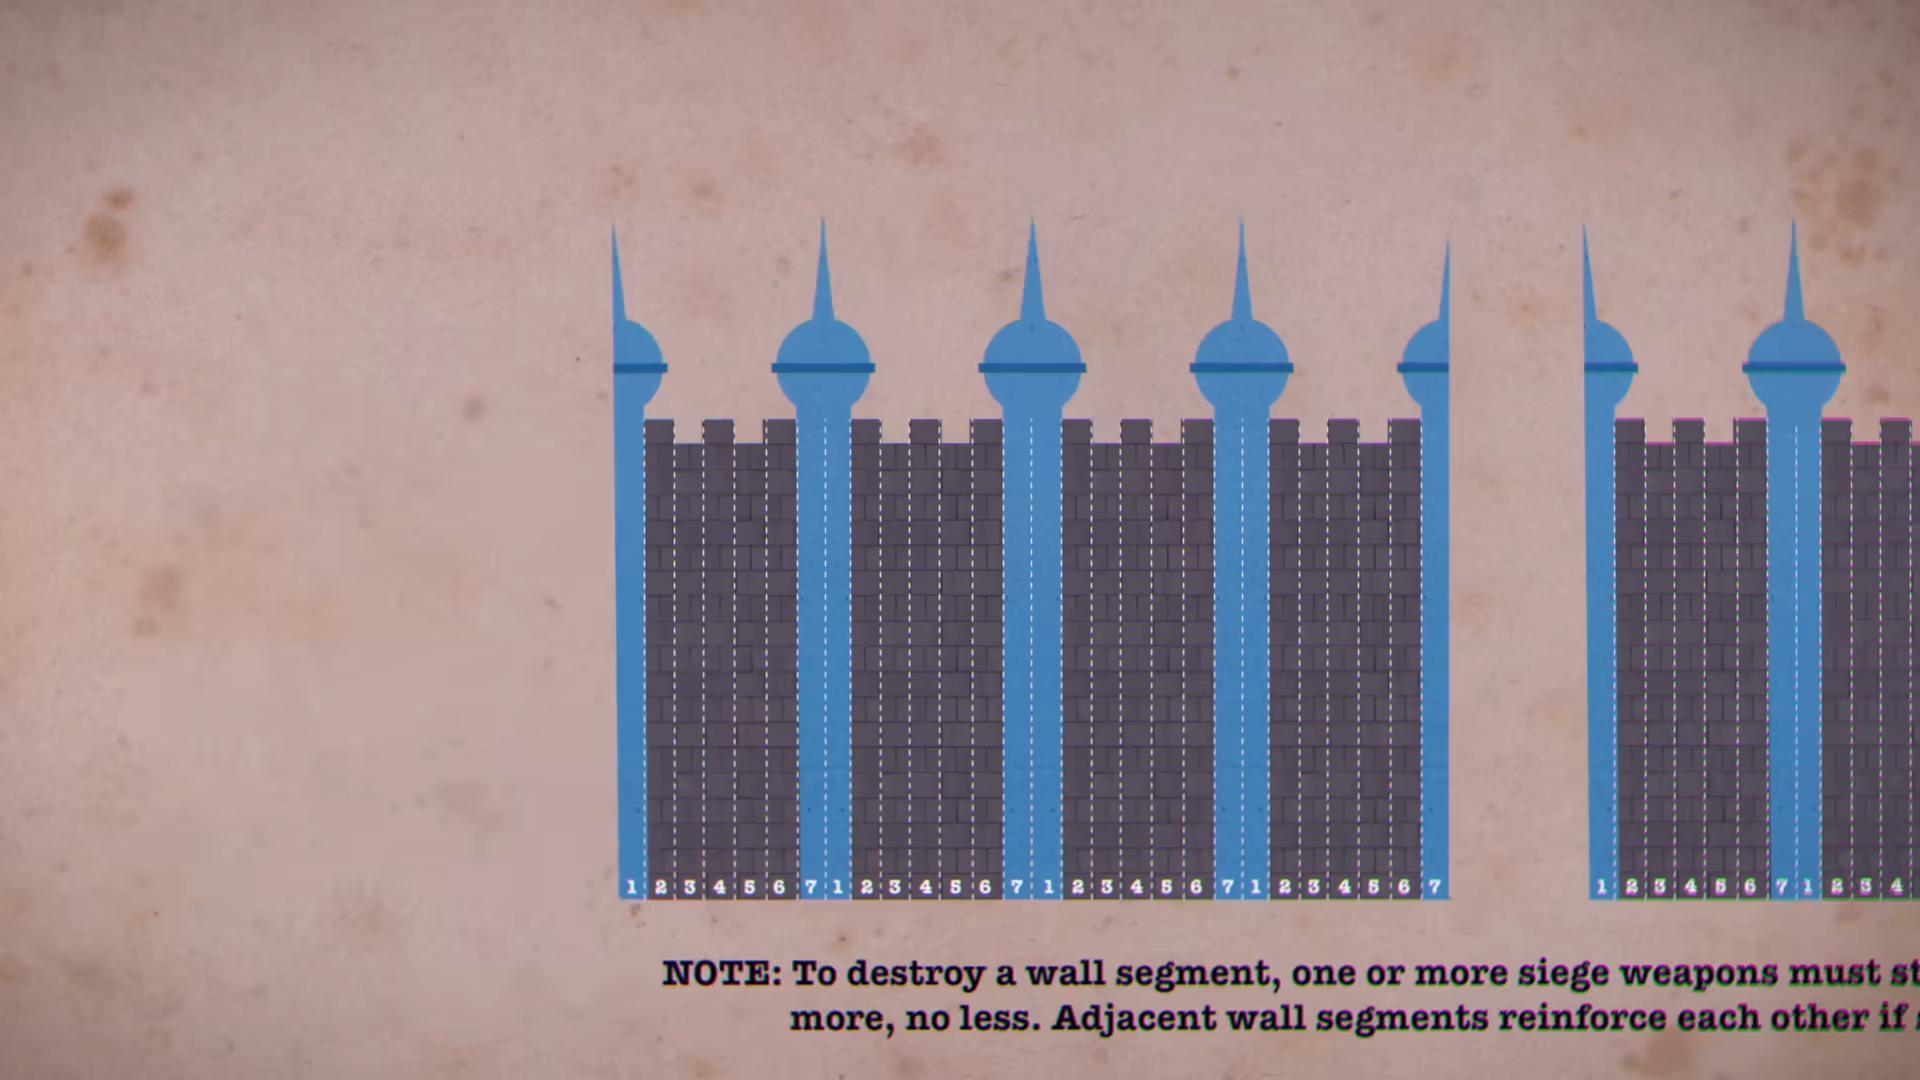 1 2 3 4 5 6 7 1 2 3 4 5 6 7 1 2 3 4 5 6 7 1 2 3 4 5 6 7 1 2 3 4 5 6 7 1 2 3 4
NOTE: To destroy a wall segment, one or more siege weapons must st
more, no less. Adjacent wall segments reinforce each other if